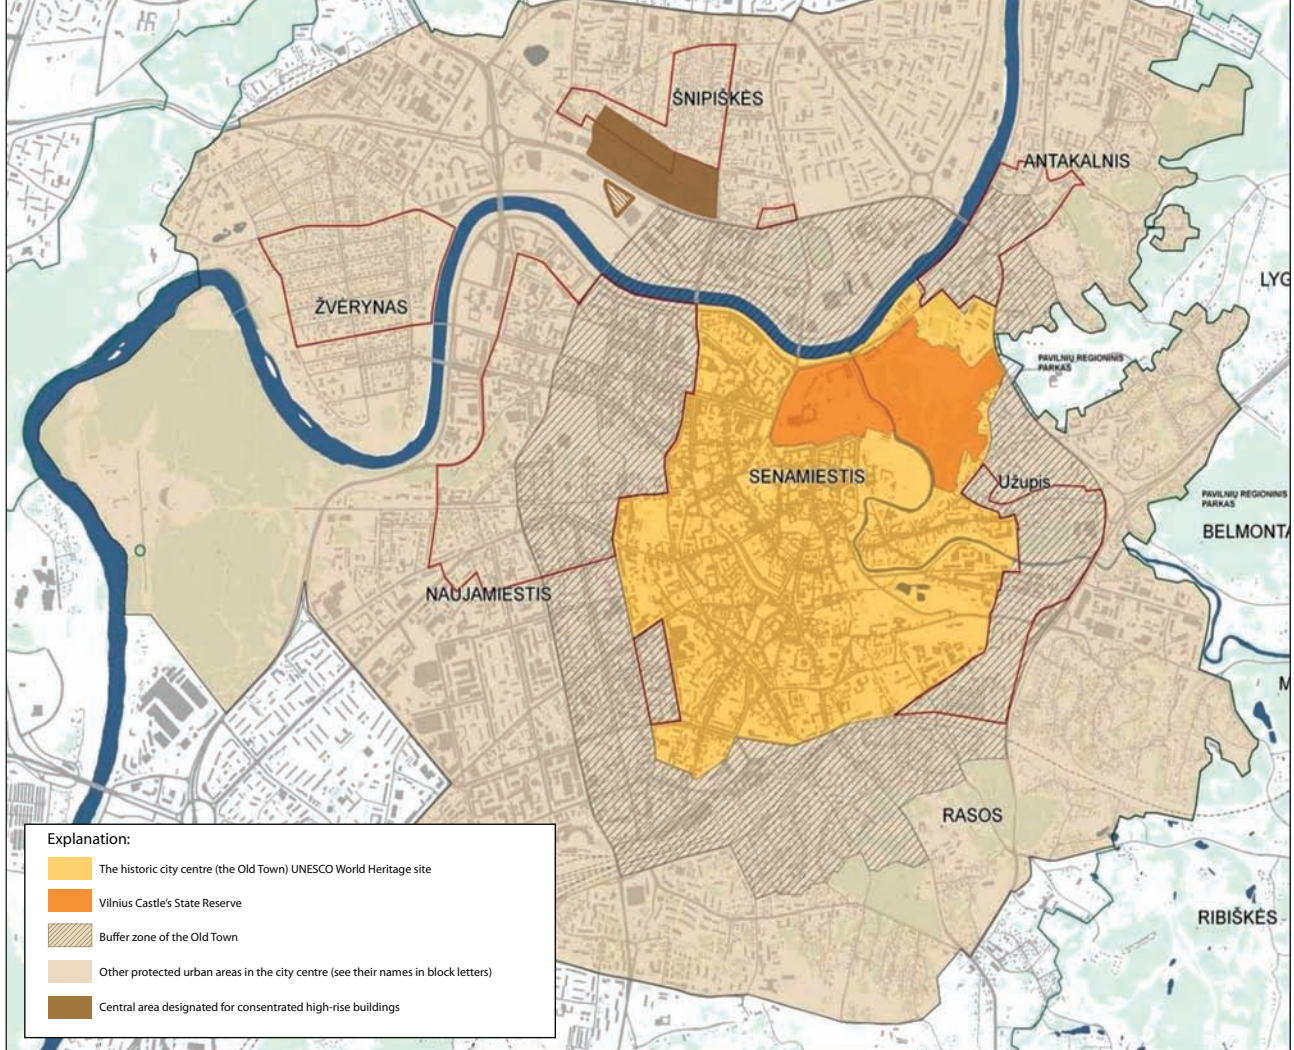 ŠNIPIŠKĖS
ANTAKALNIS
LYG
ŽVĖRYNAS
PAVILNIŲ REGIONINIS
PARKAS
SENAMIESTIS
Užupis
PAVILNIŲ REGIONINIS
PARKAS
BELMONTA
NAUJAMIESTIS
M
RASOS
RIBIŠKĖS
Explanation:
The historic city centre (the Old Town) UNESCO World Heritage site
Vilnius Castle's State Reserve
Buffer zone of the Old Town
Other protected urban areas in the city centre (see their names in block letters)
Central area designated for consentrated high-rise buildings